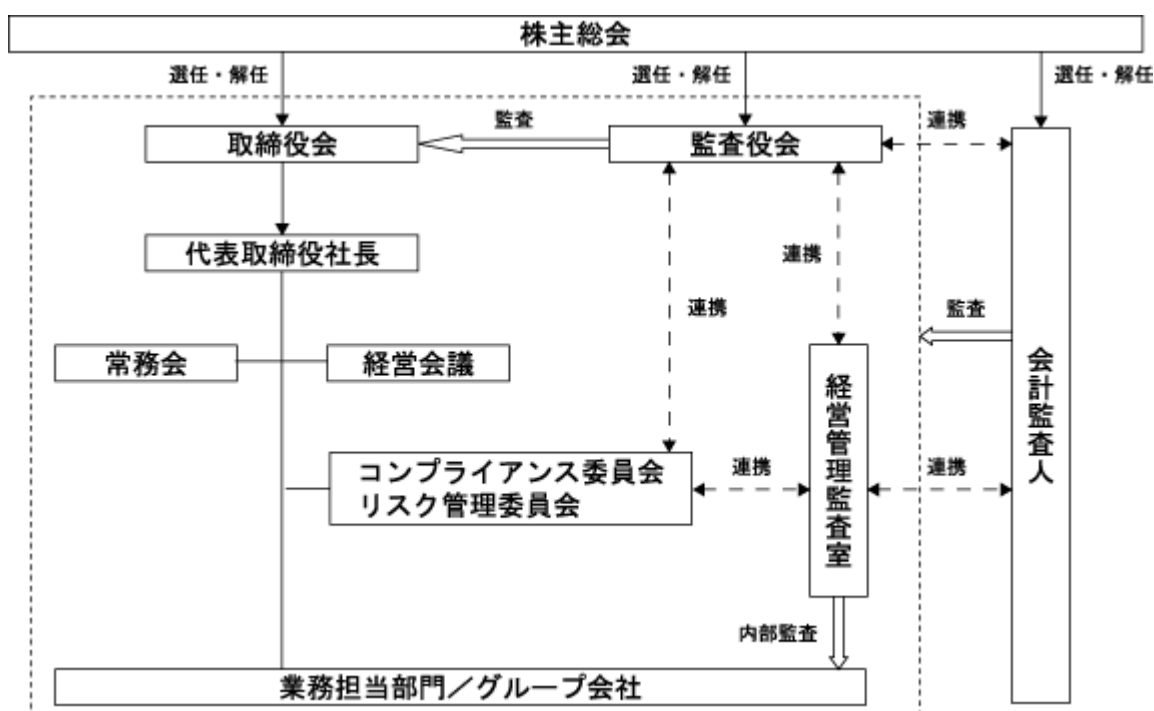 株主総会
選任・解任
選任・解任
選任・解任
取締役会
監査
監査役会
連携
代表取締役社長
連携
連携
監査
常務会
経営会議
経営管理監査室
会計監査人
コンプライアンス委員会
リスク管理委員会
連携
連携
内部監査
業務担当部門／グループ会社